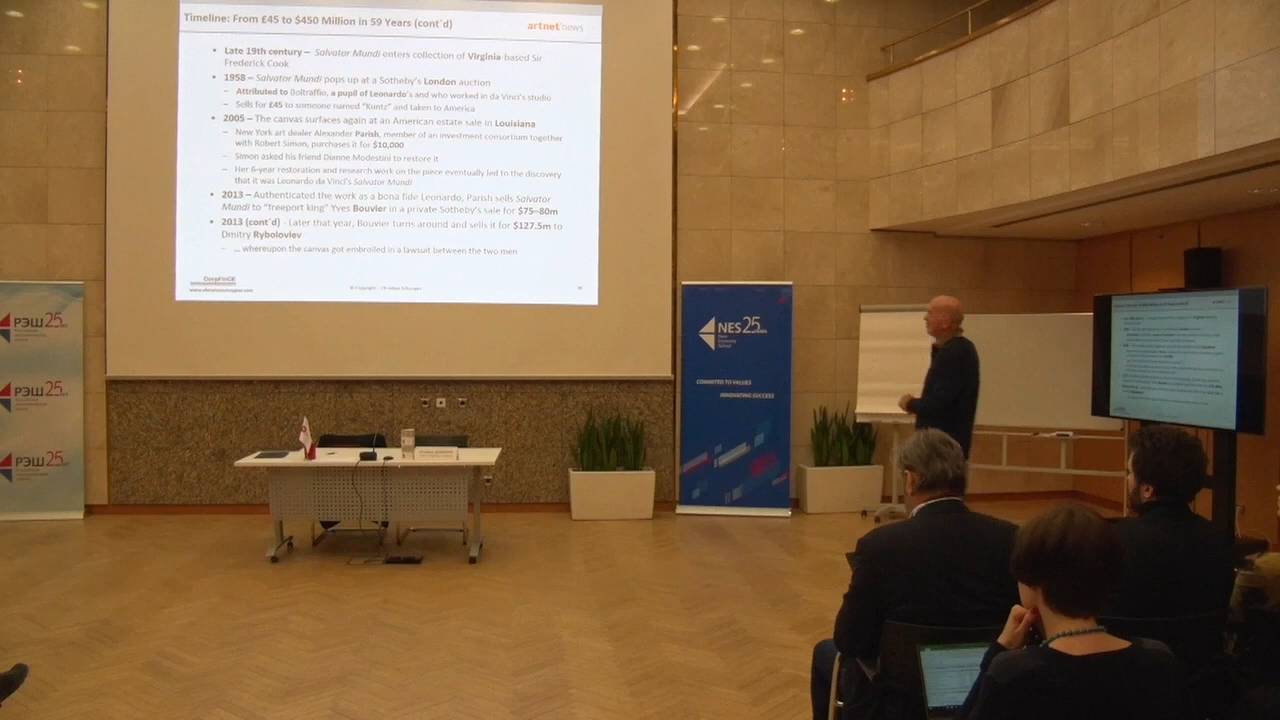 Timeline: From £45 to $450 Million in 59 Years (cont´d)
artnet news
• Late 19th century – Salvator Mundi enters collection of Virginia-based Sir
Frederick Cook
• 1958 – Salvator Mundi pops up at a Sotheby's London auction
– Attributed to Boltraffio, a pupil of Leonardo's and who worked in da Vinci's studio
– Sells for £45 to someone named "Kuntz" and taken to America
• 2005 – The canvas surfaces again at an American estate sale in Louisiana
– New York art dealer Alexander Parish, member of an investment consortium together
with Robert Simon, purchases it for $10,000
– Simon asked his friend Dianne Modestini to restore it
– Her 6-year restoration and research work on the piece eventually led to the discovery
that it was Leonardo da Vinci's Salvator Mundi
• 2013 – Authenticated the work as a bona fide Leonardo, Parish sells Salvator
Mundi to "freeport king" Yves Bouvier in a private Sotheby's sale for $75–80m
• 2013 (cont´d) - Later that year, Bouvier turns around and sells it for $127.5m to
Dmitry Rybolovlev
– … whereupon the canvas got embroiled in a lawsuit between the two men
© Copyright
РЭШ 25
РЭШ 25
РЭШ 25
NES 25
New
Economic
School
COMMITED TO VALUES
INNOVATING SUCCESS